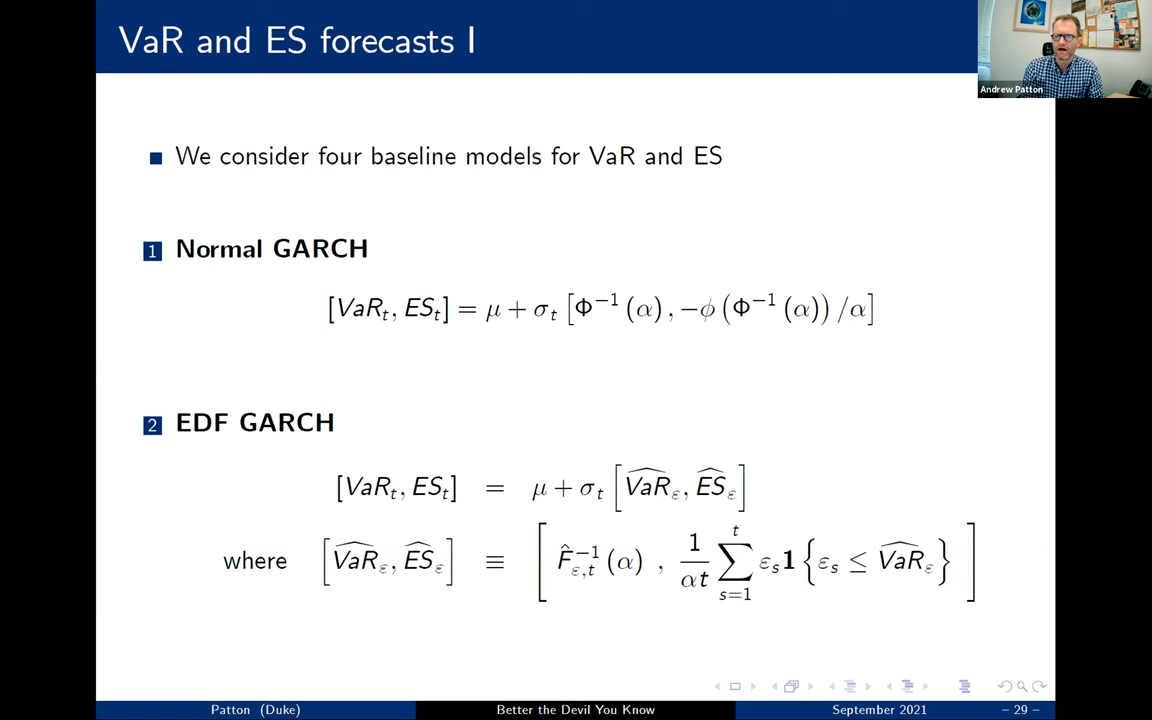 VaR and ES forecasts I
Andrew Patton
■ We consider four baseline models for VaR and ES
1 Normal GARCH
[VaR_t, ES_t] = μ + σ_t [Φ^{-1}(α), −φ(Φ^{-1}(α))/α]
2 EDF GARCH
[VaR_t, ES_t] = μ + σ_t [\widehat{VaR}_ε, \widehat{ES}_ε]
where [\widehat{VaR}_ε, \widehat{ES}_ε] ≡ [\hat{F}^{-1}_{ε,t}(α), \frac{1}{αt} \sum_{s=1}^{t} ε_s 1{ε_s ≤ \widehat{VaR}_ε}]
Patton (Duke) Better the Devil You Know September 2021 – 29 –